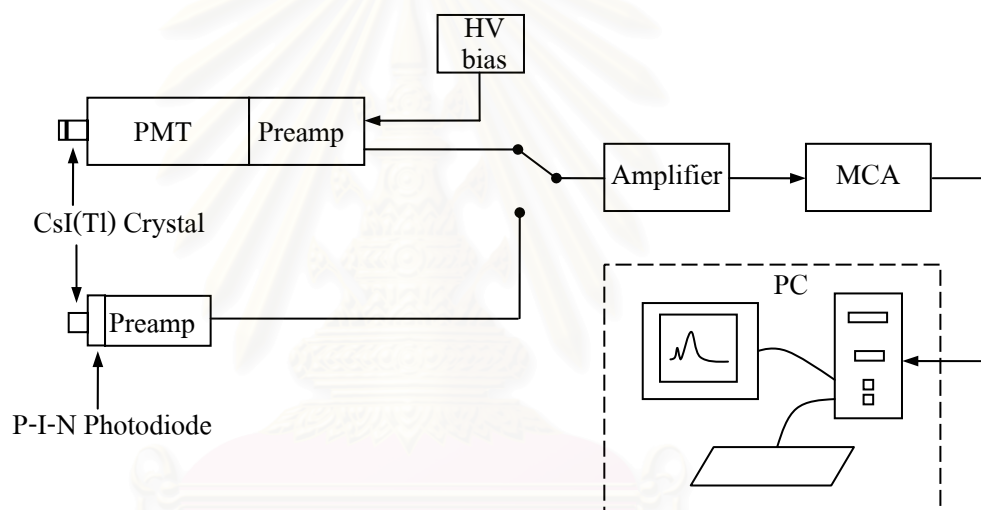 HV
bias
PMT
Preamp
Amplifier
MCA
CsI(Tl) Crystal
PC
Preamp
P-I-N Photodiode